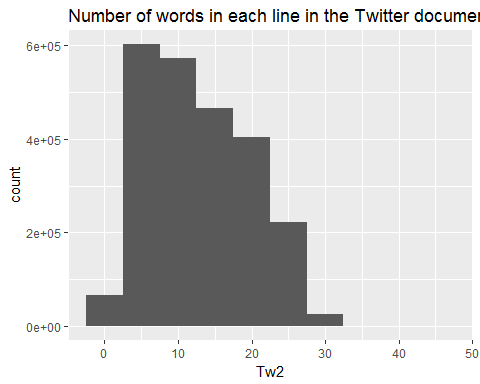 Number of words in each line in the Twitter documen
6e+05
4e+05
2e+05
0e+00
count
0 10 20 30 40 50
Tw2